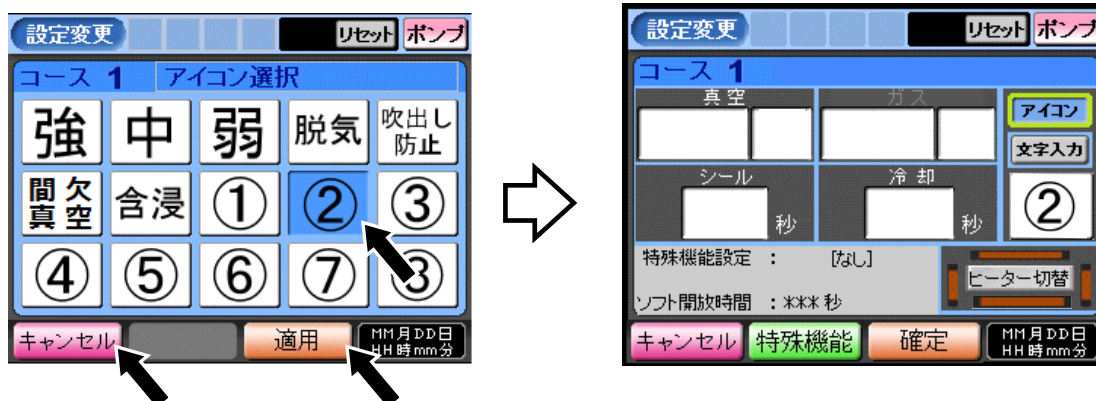 設定変更 リセット ポンプ
コース 1 アイコン選択
強 中 弱 脱気 吹出し防止
間欠真空 含浸 ① ② ③
④ ⑤ ⑥ ⑦ ⑧
キャンセル 適用 MM月DD日
HH時mm分
設定変更 リセット ポンプ
コース 1
真空 ガス
アイコン
文字入力
シール 冷却
秒 秒 ②
特殊機能設定 : [なし]
ヒーター切替
ソフト開放時間 :***秒
キャンセル 特殊機能 確定 MM月DD日
HH時mm分